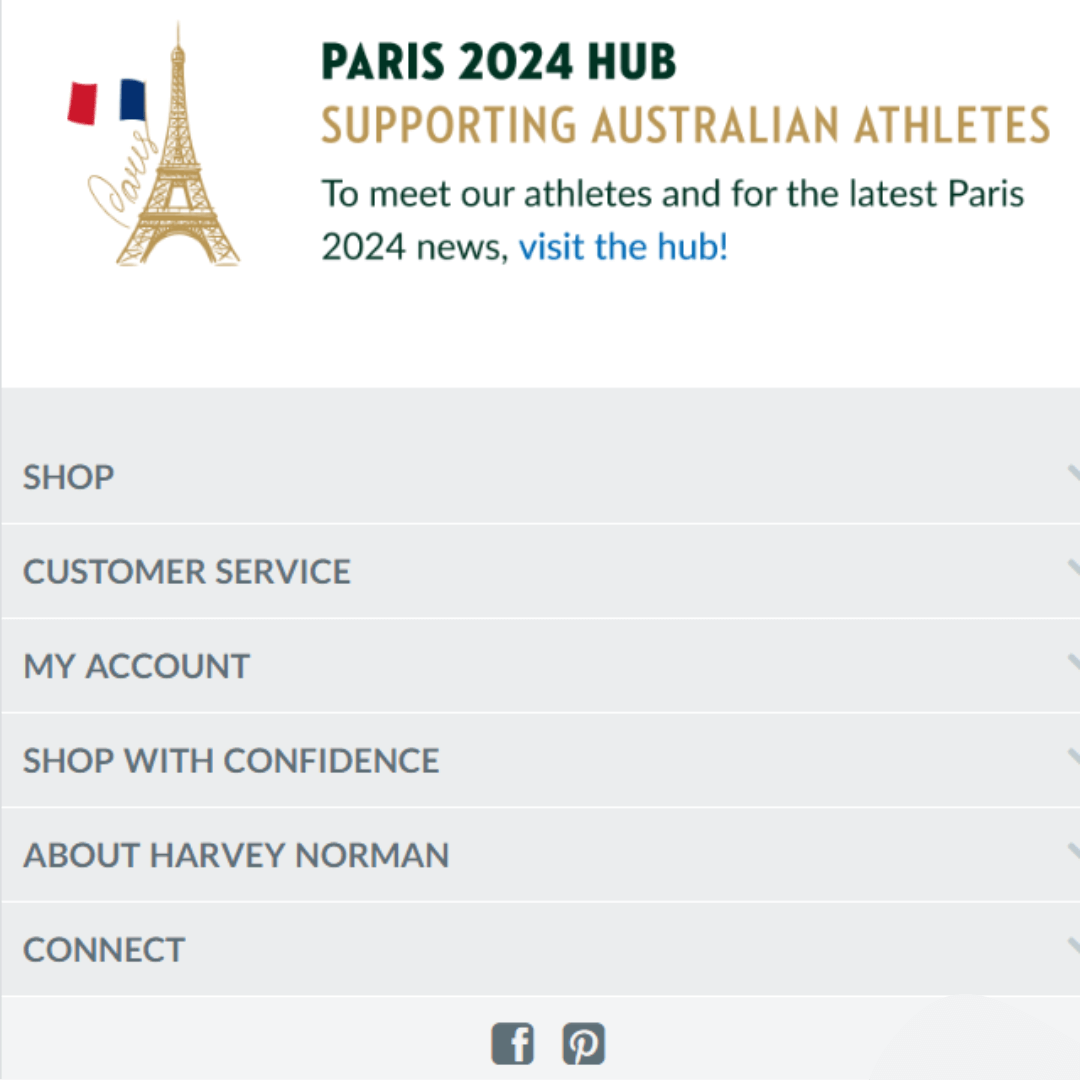 Paris
PARIS 2024 HUB
SUPPORTING AUSTRALIAN ATHLETES
To meet our athletes and for the latest Paris
2024 news, visit the hub!
SHOP
CUSTOMER SERVICE
MY ACCOUNT
SHOP WITH CONFIDENCE
ABOUT HARVEY NORMAN
CONNECT